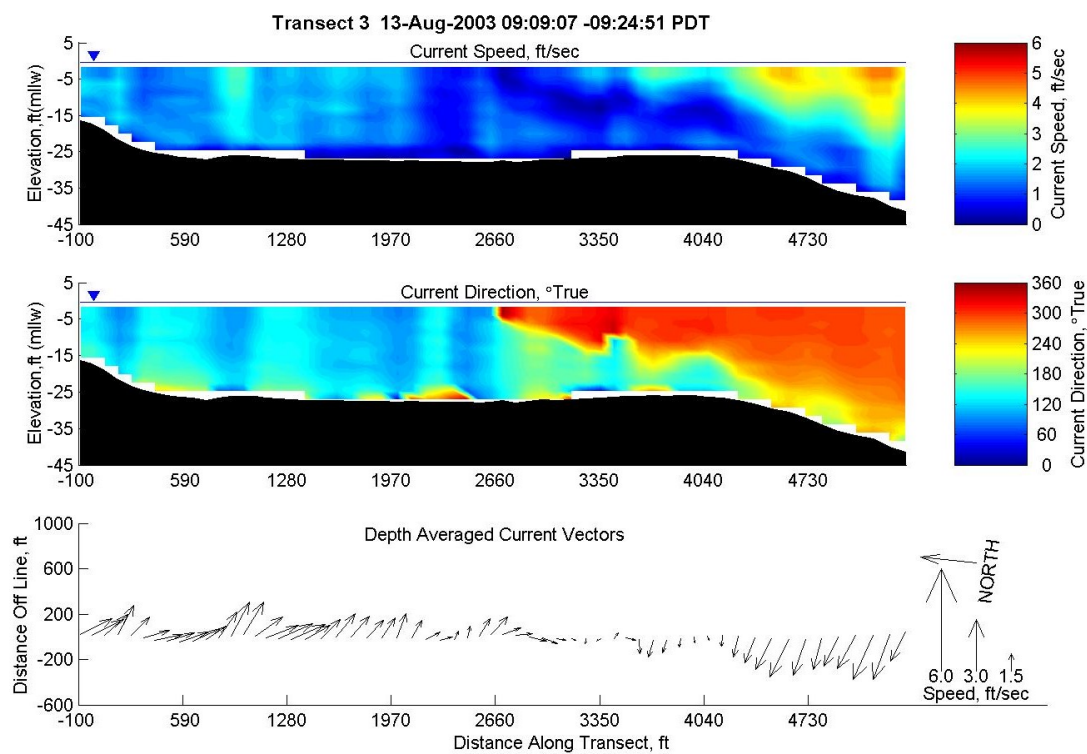 Transect 3 13-Aug-2003 09:09:07 -09:24:51 PDT
Current Speed, ft/sec
Elevation,ft(mllw)
5
-5
-15
-25
-35
-45
-100 590 1280 1970 2660 3350 4040 4730
6
5
4
3
2
1
0
Current Speed, ft/sec
Current Direction, °True
Elevation,ft (mllw)
5
-5
-15
-25
-35
-45
-100 590 1280 1970 2660 3350 4040 4730
360
300
240
180
120
60
0
Current Direction, °True
Depth Averaged Current Vectors
Distance Off Line, ft
1000
600
200
-200
-600
-100 590 1280 1970 2660 3350 4040 4730
Distance Along Transect, ft
NORTH
6.0 3.0 1.5
Speed, ft/sec